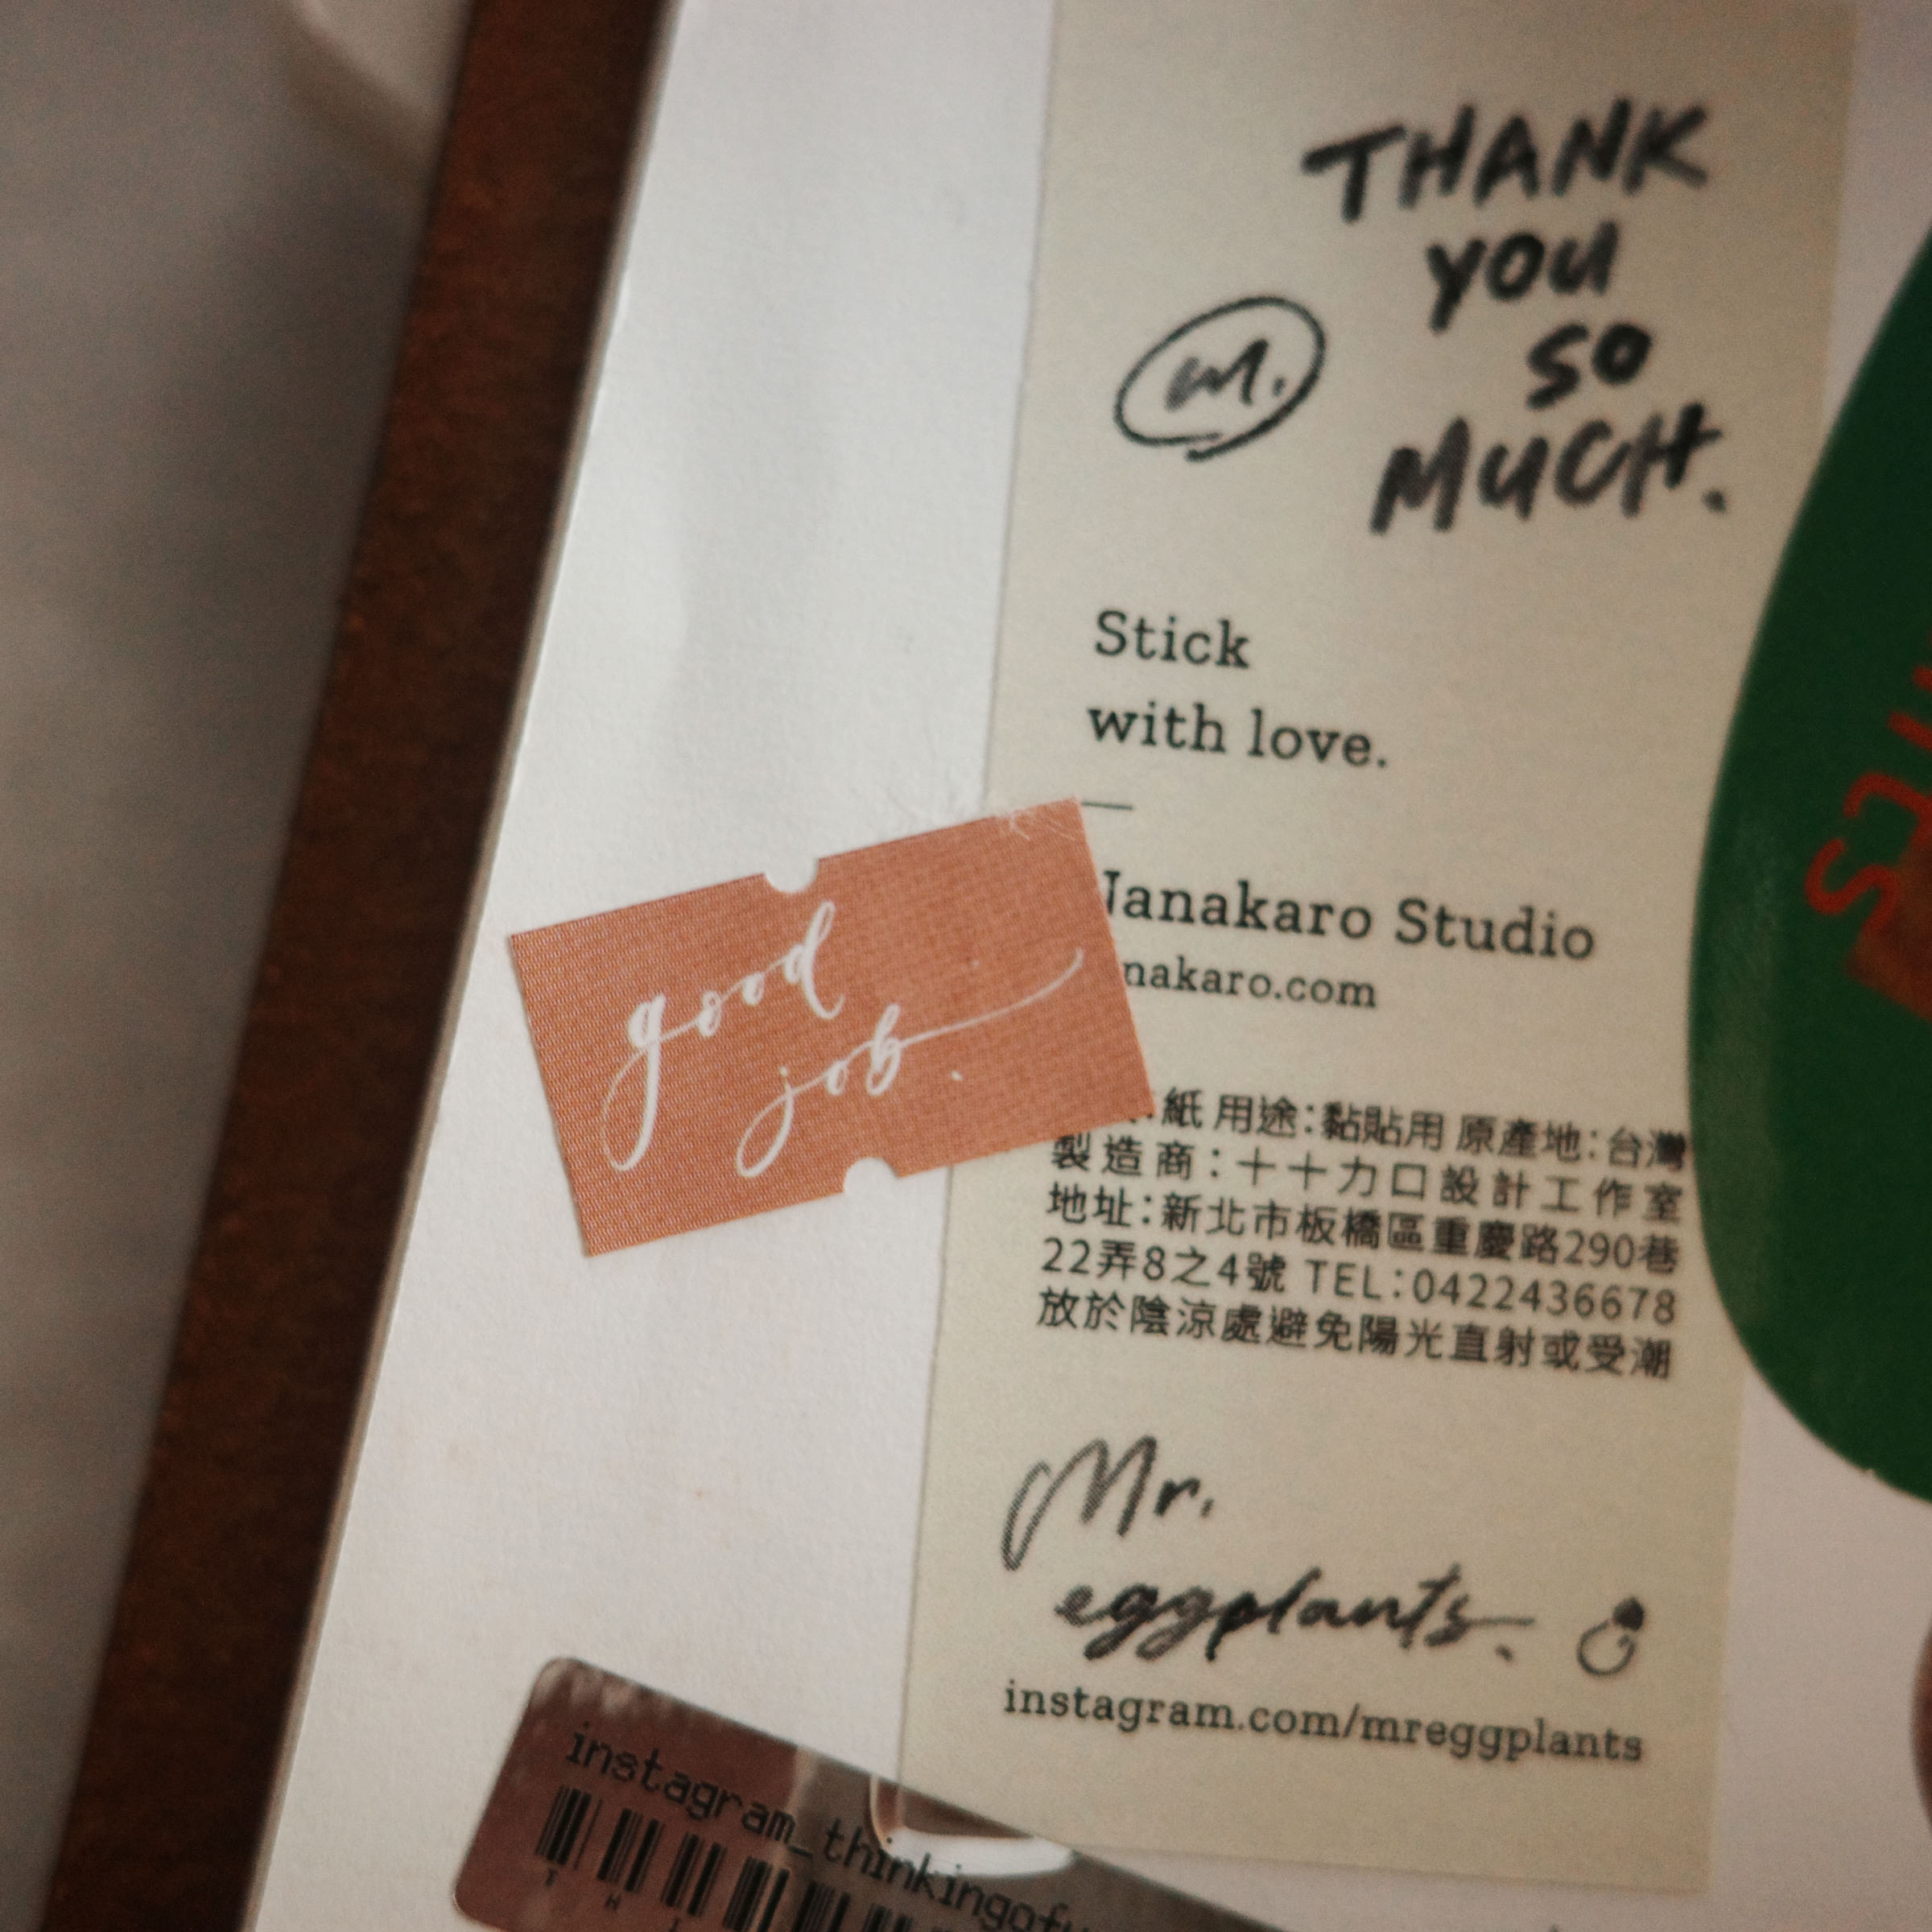 THANK
you
so
MUCH.
m.
Stick
with love.
—
Nanakaro Studio
nakaro.com
good
job.
紙 用途:黏貼用 原產地:台灣
製造商:十十力口設計工作室
地址:新北市板橋區重慶路290巷
22弄8之4號 TEL:0422436678
放於陰涼處避免陽光直射或受潮
Mr.
eggplants.
instagram.com/mreggplants
instagram_thinkingofu
T H I